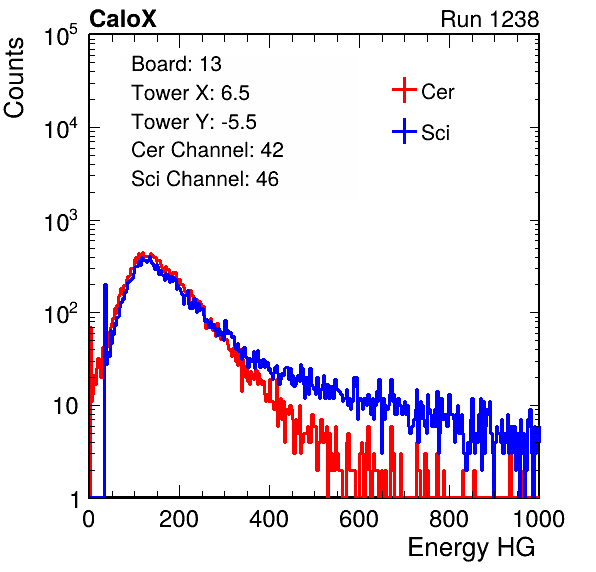 CaloX Run 1238
Counts
10^5
10^4
10^3
10^2
10
1
Board: 13
Tower X: 6.5
Tower Y: -5.5
Cer Channel: 42
Sci Channel: 46
Cer
Sci
0 200 400 600 800 1000
Energy HG